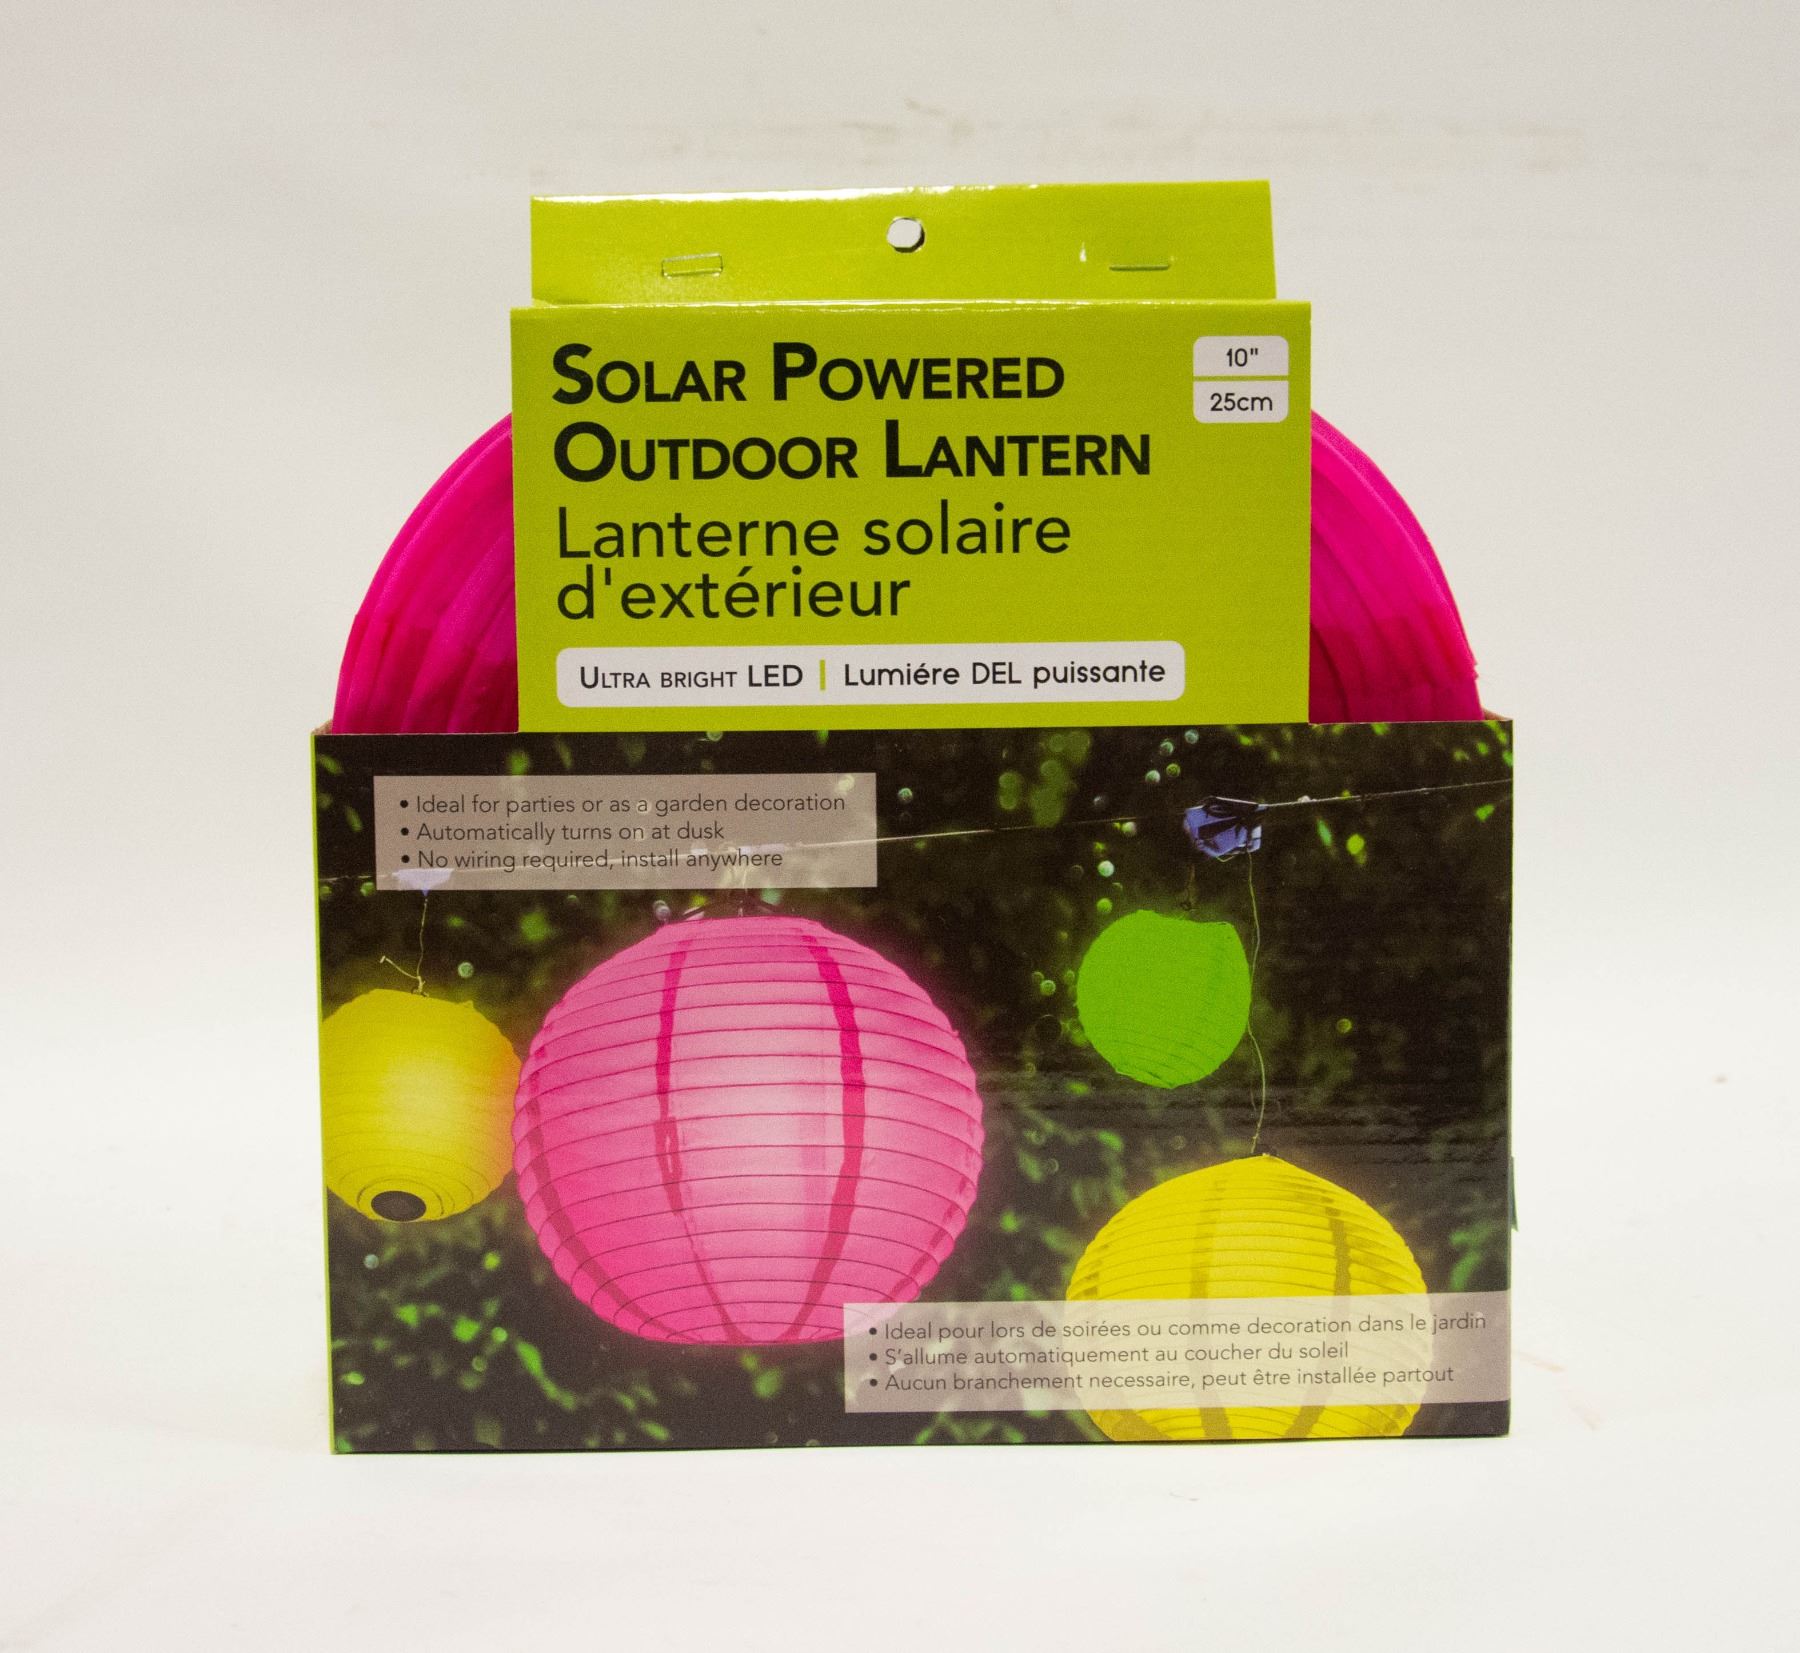 SOLAR POWERED
OUTDOOR LANTERN
10"
25cm
Lanterne solaire
d'extérieur
ULTRA BRIGHT LED | Lumiére DEL puissante
• Ideal for parties or as a garden decoration
• Automatically turns on at dusk
• No wiring required, install anywhere
• Ideal pour lors de soirées ou comme decoration dans le jardin
• S'allume automatiquement au coucher du soleil
• Aucun branchement necessaire, peut être installée partout